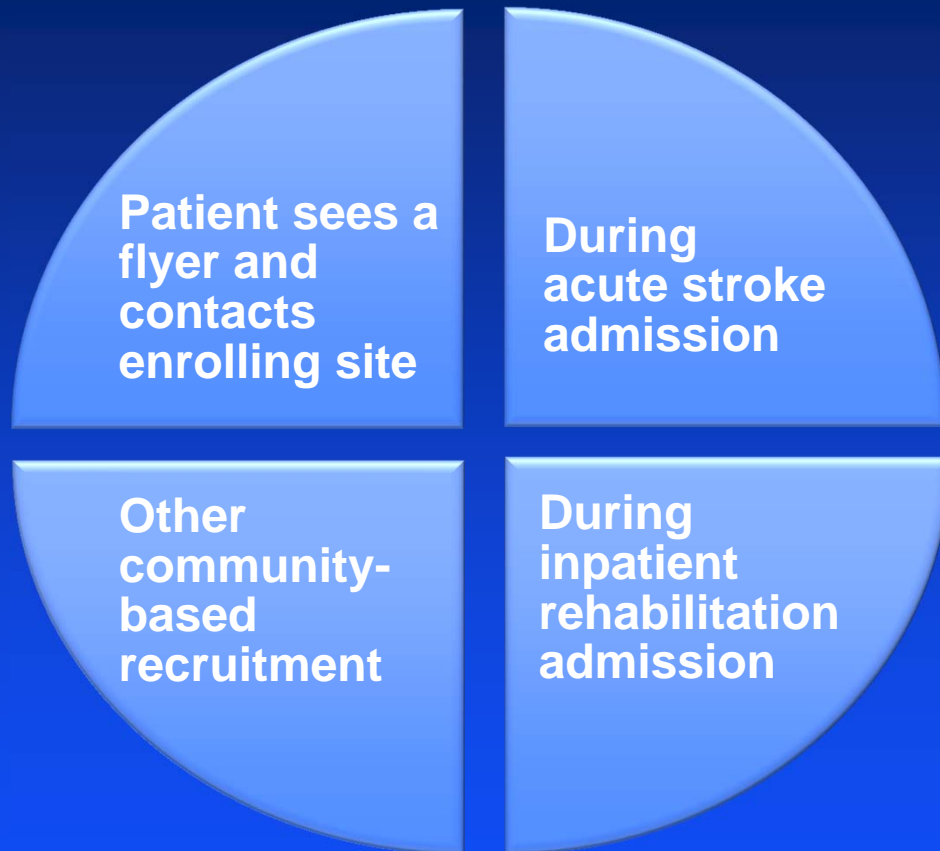 Patient sees a
flyer and
contacts
enrolling site
During
acute stroke
admission
Other
community-
based
recruitment
During
inpatient
rehabilitation
admission